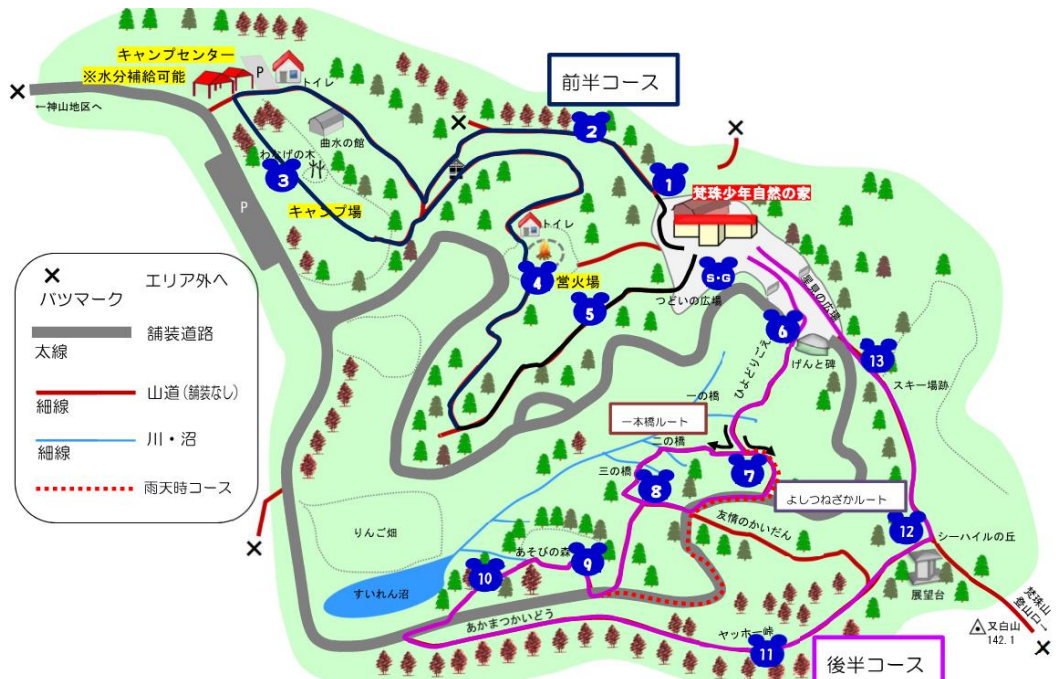 キャンプセンター
※水分補給可能
P
トイレ
前半コース
←神山地区へ
曲水の館
2
わなげの木
3
1
梵珠少年自然の家
キャンプ場
P
トイレ
4
営火場
S・G
つどいの広場
星見の広場
5
6
エリア外へ
バツマーク
舗装道路
太線
山道(舗装なし)
細線
川・沼
細線
雨天時コース
ひよどりごえ
げんと碑
13
スキー場跡
一の橋
一本橋ルート
二の橋
三の橋
7
8
よしつねざかルート
友情のかいだん
12
シーハイルの丘
りんご畑
あそびの森
9
10
展望台
すいれん沼
梵珠山
登山口→
あかまつかいどう
ヤッホー峠
11
又白山
142.1
後半コース